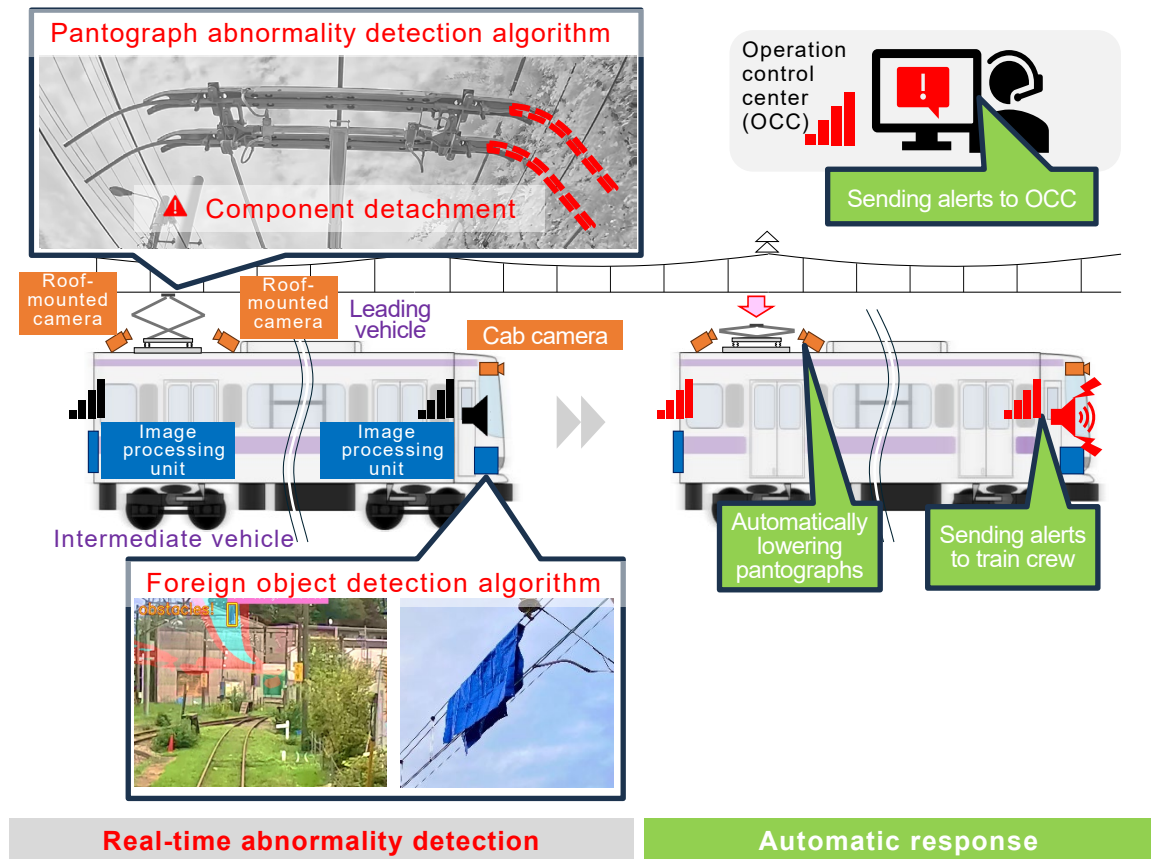 Pantograph abnormality detection algorithm
Component detachment
Operation
control
center
(OCC)
Sending alerts to OCC
Roof-
mounted
camera
Roof-
mounted
camera
Leading
vehicle
Cab camera
Image
processing
unit
Image
processing
unit
Intermediate vehicle
Automatically
lowering
pantographs
Sending alerts
to train crew
Foreign object detection algorithm
obstacles!
Real-time abnormality detection
Automatic response